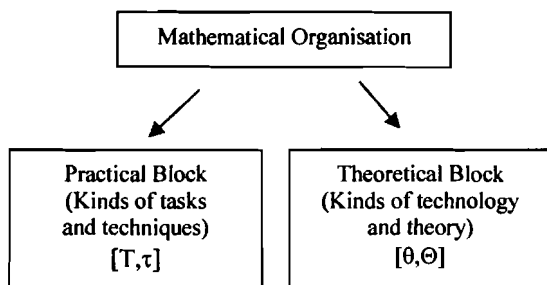 Mathematical Organisation
Practical Block
(Kinds of tasks
and techniques)
[T,τ]
Theoretical Block
(Kinds of technology
and theory)
[θ,Θ]